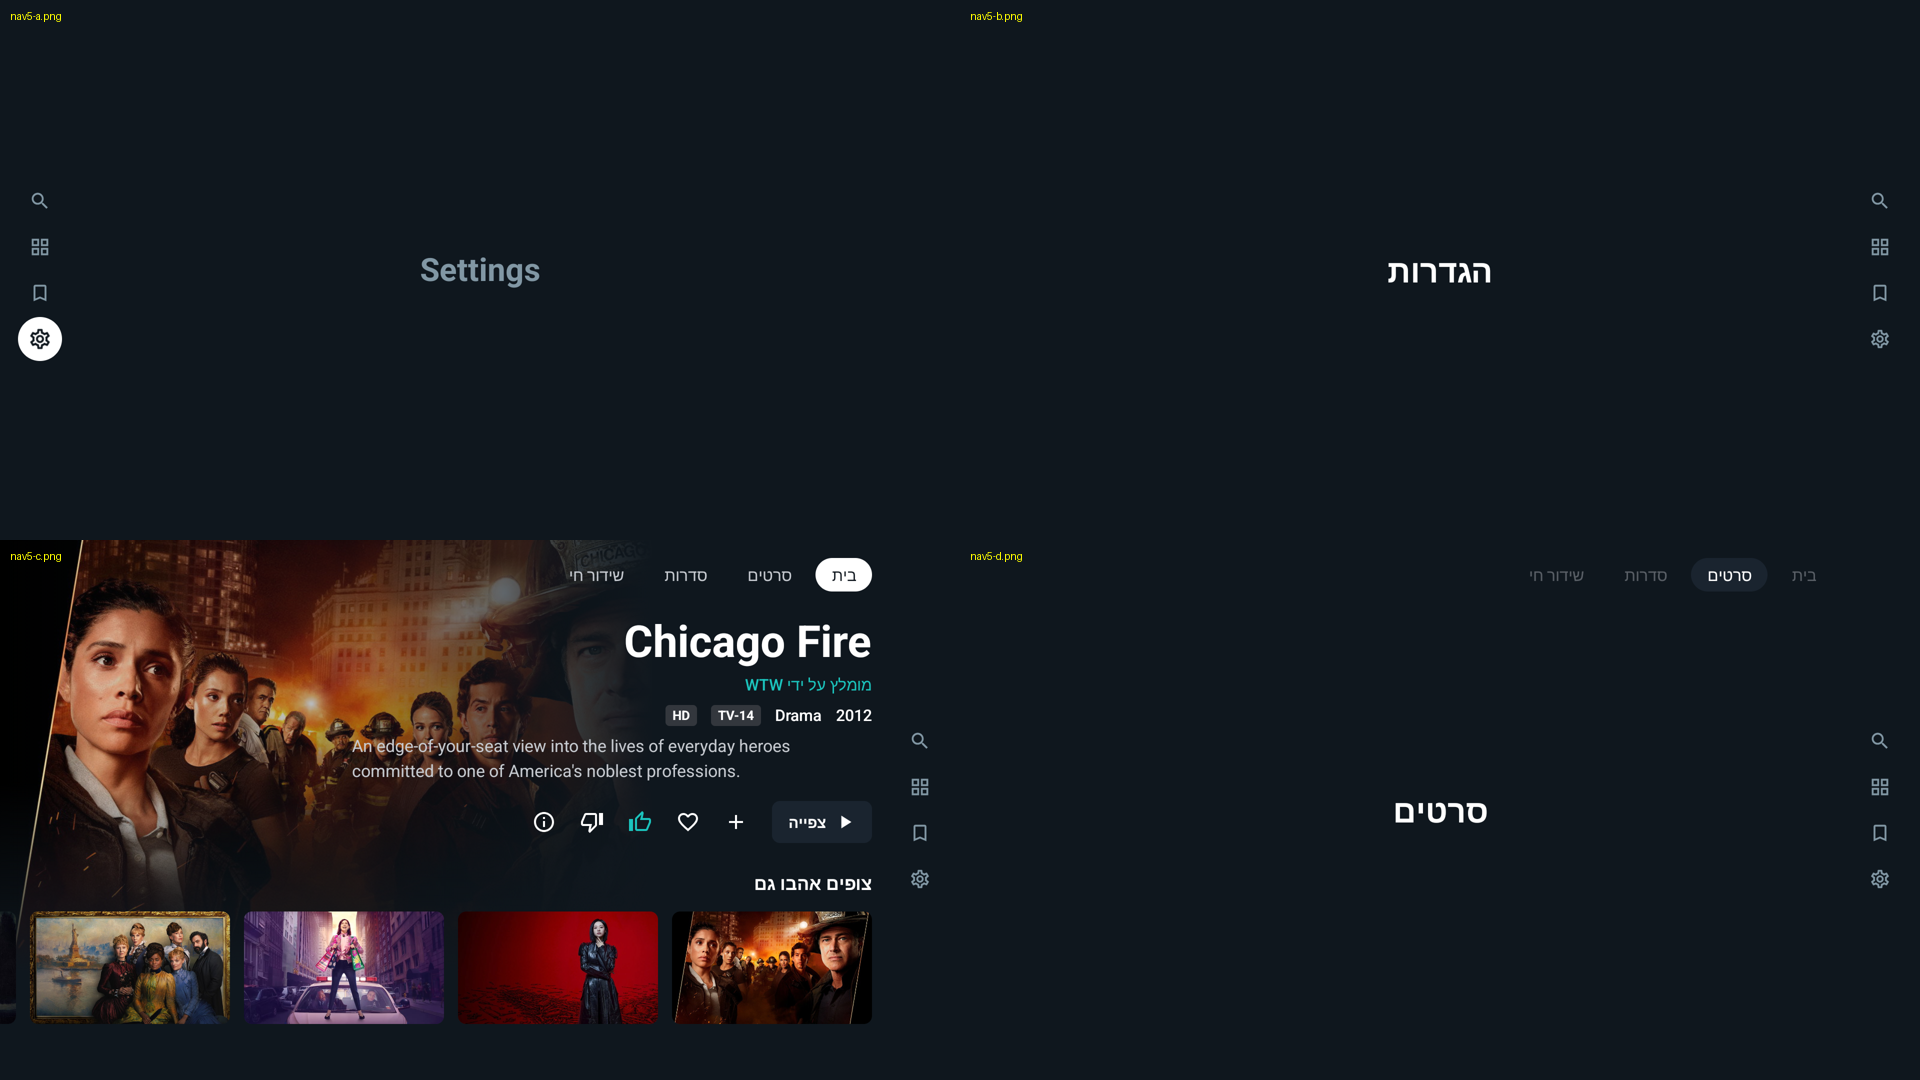 nav5-a.png
Settings
nav5-b.png
הגדרות
nav5-c.png
בית סרטים סדרות שידור חי
CHICAGO
Chicago Fire
מומלץ על ידי WTW
2012 Drama TV-14 HD
An edge-of-your-seat view into the lives of everyday heroes
committed to one of America's noblest professions.
צפייה
צופים אהבו גם
nav5-d.png
בית סרטים סדרות שידור חי
סרטים